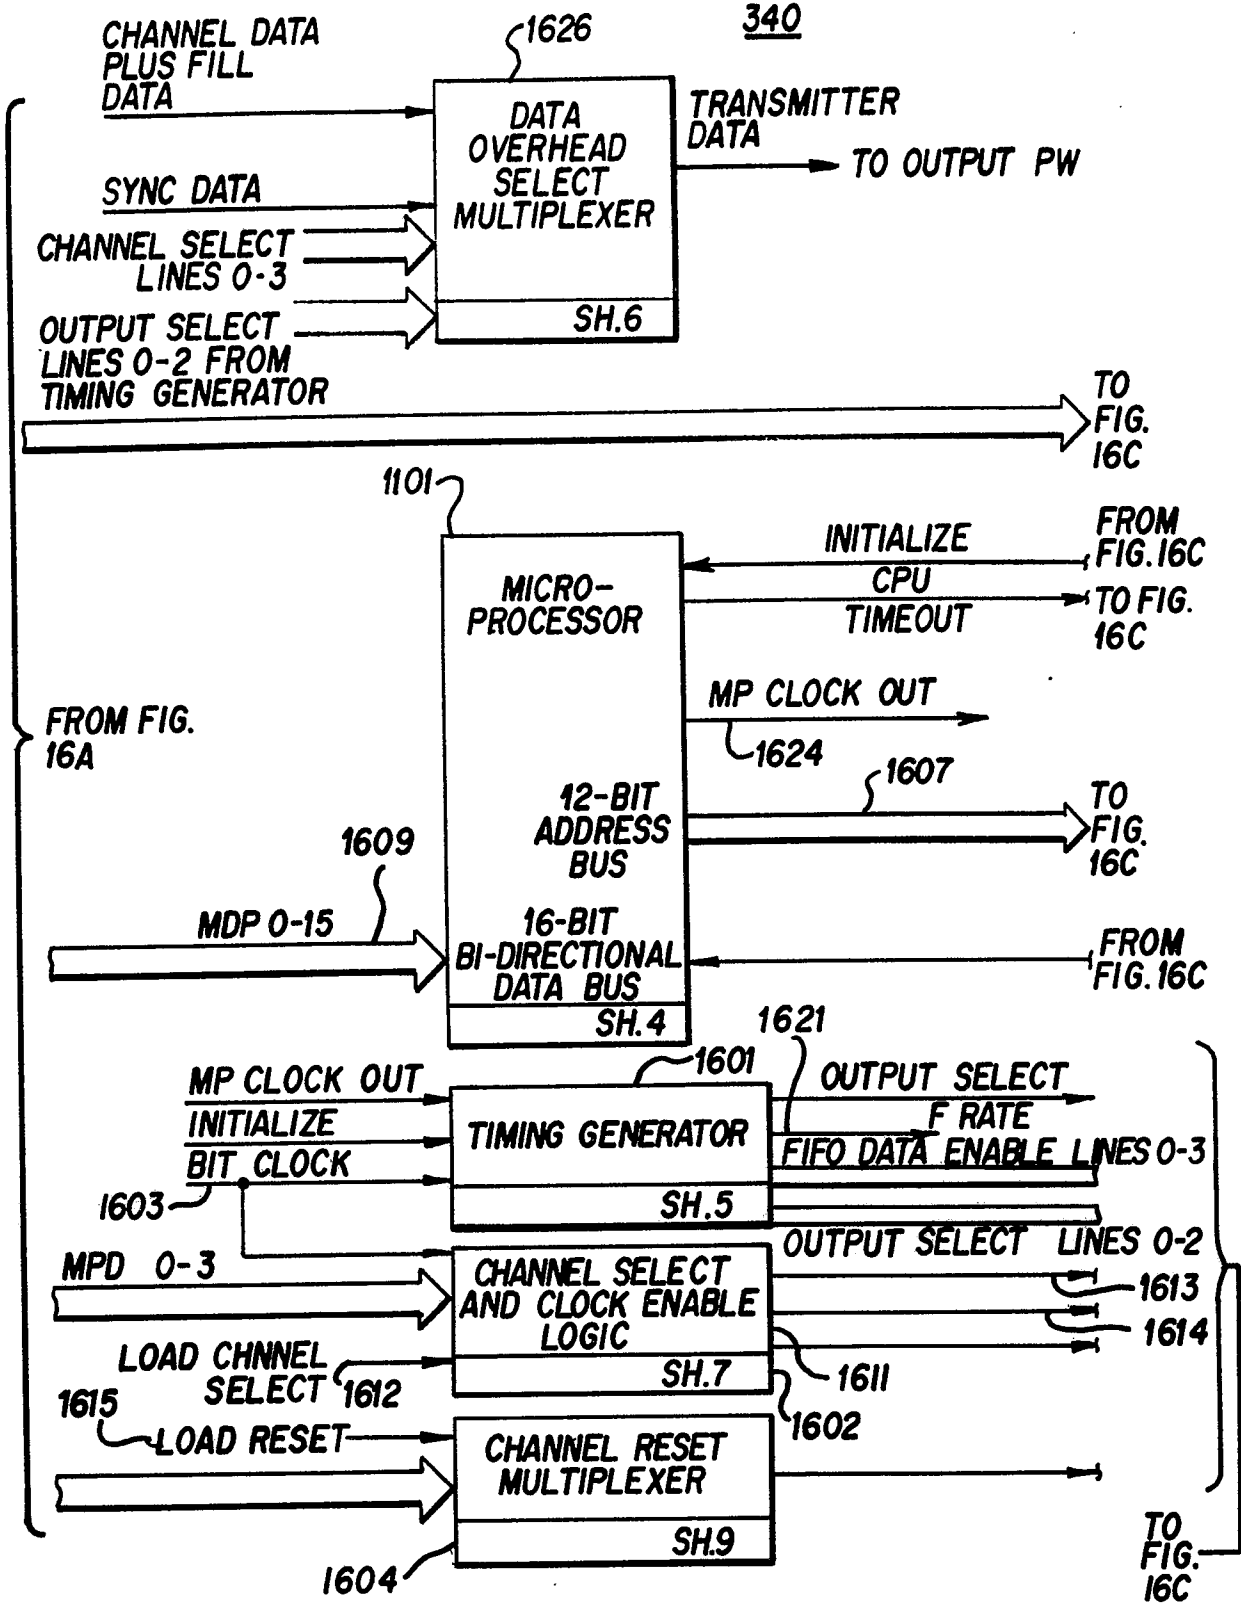 340
CHANNEL DATA
PLUS FILL
DATA
1626
DATA
OVERHEAD
SELECT
MULTIPLEXER
SH.6
TRANSMITTER
DATA
TO OUTPUT PW
SYNC DATA
CHANNEL SELECT
LINES 0-3
OUTPUT SELECT
LINES 0-2 FROM
TIMING GENERATOR
TO
FIG.
16C
1101
MICRO-
PROCESSOR
INITIALIZE
FROM
FIG.16C
CPU
TIMEOUT
TO FIG.
16C
MP CLOCK OUT
1624
FROM FIG.
16A
1607
12-BIT
ADDRESS
BUS
TO
FIG.
16C
1609
MDP 0-15
16-BIT
BI-DIRECTIONAL
DATA BUS
SH.4
FROM
FIG.16C
1621
1601
MP CLOCK OUT
INITIALIZE
BIT CLOCK
1603
TIMING GENERATOR
SH.5
OUTPUT SELECT
F RATE
FIFO DATA ENABLE LINES 0-3
OUTPUT SELECT LINES 0-2
MPD 0-3
CHANNEL SELECT
AND CLOCK ENABLE
LOGIC
SH.7
1613
1614
1611
1602
LOAD CHNNEL
SELECT
1612
1615
LOAD RESET
CHANNEL RESET
MULTIPLEXER
SH.9
1604
TO
FIG.
16C